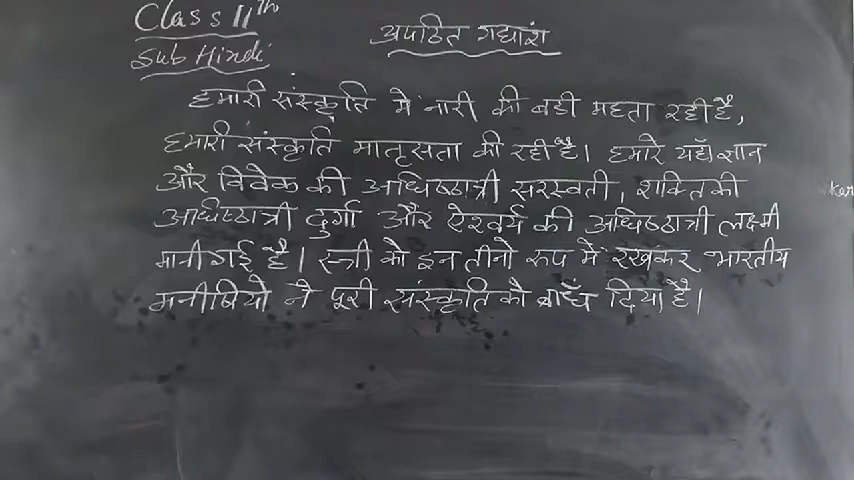 Class 11th
Sub Hindi
अपठित गद्यांश
हमारी संस्कृति में नारी की बडी महता रही है,
हमारी संस्कृति मातृसता की रही है। हमारे यहाँ ज्ञान
और विवेक की अधिष्ठात्री सरस्वती, शक्ति की
अधिष्ठात्री दुर्गा और ऐश्वर्य की अधिष्ठात्री लक्ष्मी
मानी गई है। स्त्री को इन तीनो रूप में रखकर भारतीय
मनीषियो ने पूरी संस्कृति को बाँध दिया है।